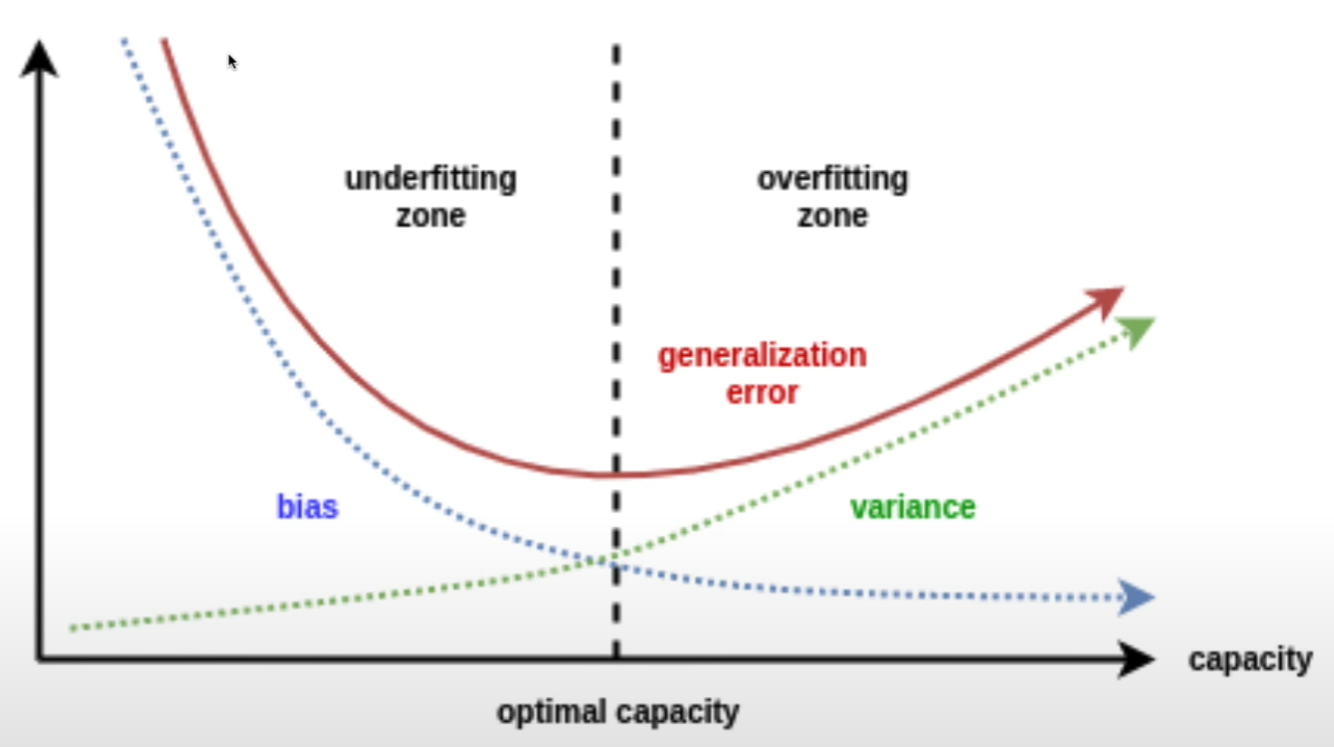 underfitting
zone
overfitting
zone
generalization
error
bias
variance
capacity
optimal capacity